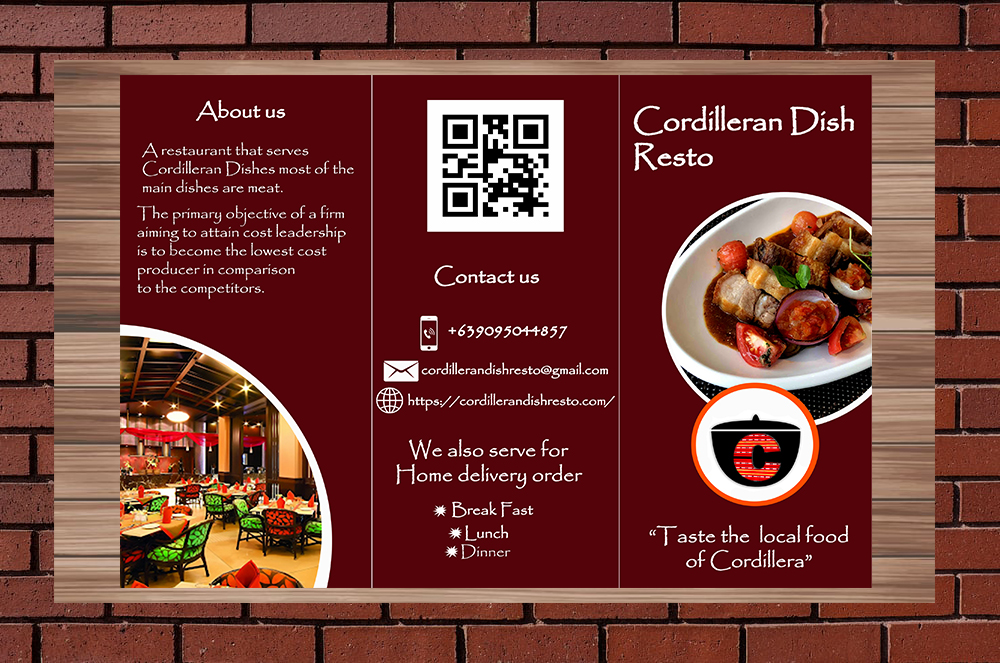 About us
A restaurant that serves
Cordilleran Dishes most of the
main dishes are meat.
The primary objective of a firm
aiming to attain cost leadership
is to become the lowest cost
producer in comparison
to the competitors.
Contact us
+639095044857
cordillerandishresto@gmail.com
https://cordillerandishresto.com/
We also serve for
Home delivery order
Break Fast
Lunch
Dinner
Cordilleran Dish
Resto
C
“Taste the local food
of Cordillera”